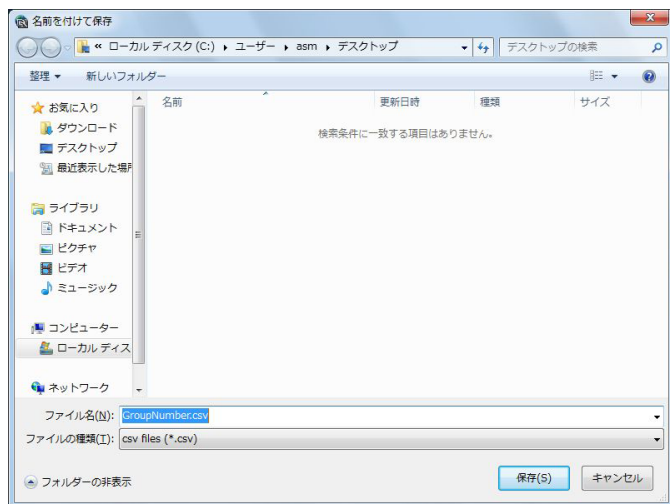 名前を付けて保存
« ローカル ディスク (C:) ▸ ユーザー ▸ asm ▸ デスクトップ
デスクトップの検索
整理 ▼ 新しいフォルダー
名前 更新日時 種類 サイズ
検索条件に一致する項目はありません。
お気に入り
ダウンロード
デスクトップ
最近表示した場所
ライブラリ
ドキュメント
ピクチャ
ビデオ
ミュージック
コンピューター
ローカル ディス
ネットワーク
ファイル名(N): GroupNumber.csv
ファイルの種類(T): csv files (*.csv)
フォルダーの非表示
保存(S) キャンセル